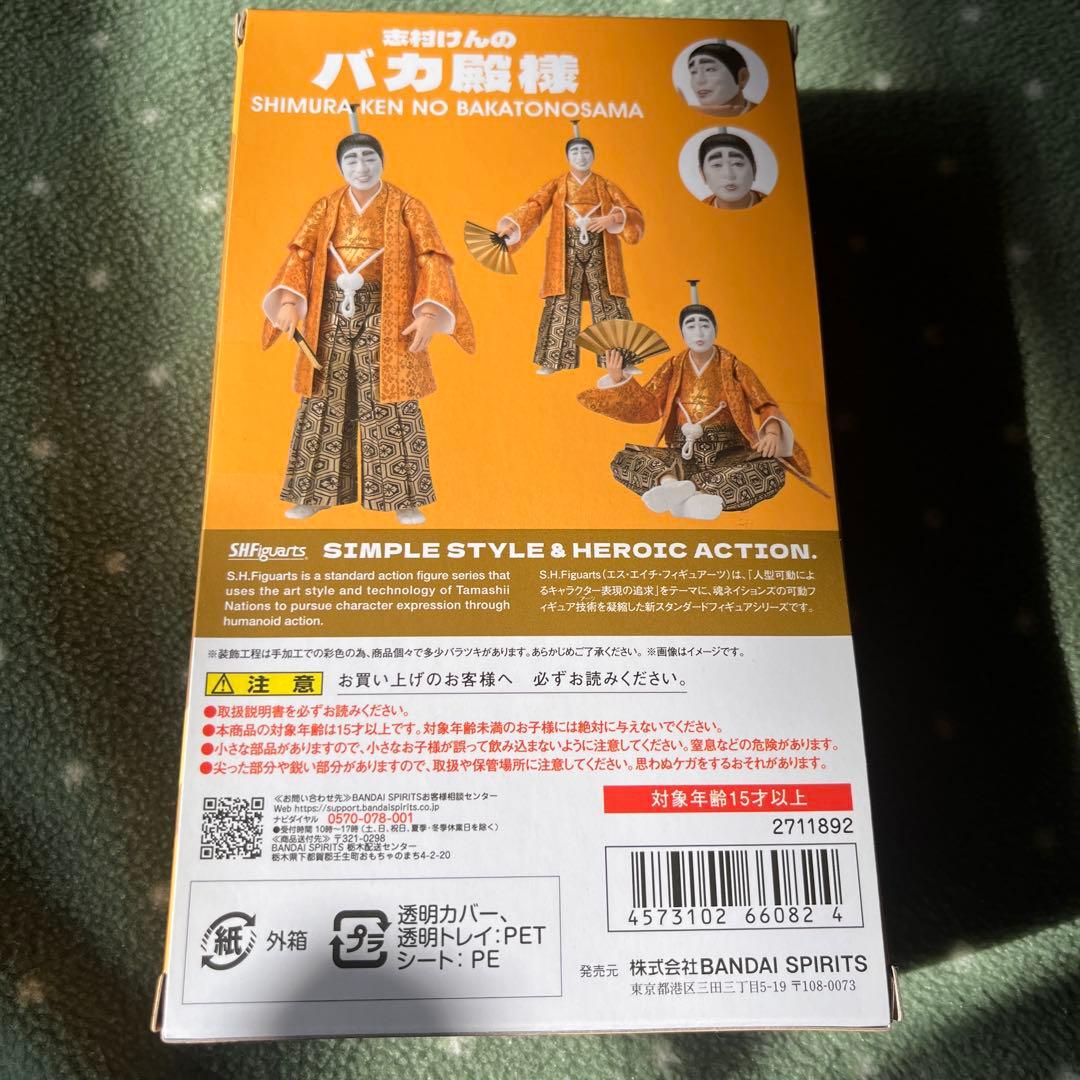 志村けんの
バカ殿様
SHIMURA KEN NO BAKATONOSAMA
S.H.Figuarts SIMPLE STYLE & HEROIC ACTION.
S.H.Figuarts is a standard action figure series that
uses the art style and technology of Tamashii
Nations to pursue character expression through
humanoid action.
S.H.Figuarts（エス・エイチ・フィギュアーツ）は、「人型可動によ
るキャラクター表現の追求」をテーマに、魂ネイションズの可動フ
ィギュア技術を凝縮した新スタンダードフィギュアシリーズです。
※装飾工程は手加工での彩色の為、商品個々で多少バラツキがあります。あらかじめご了承ください。 ※画像はイメージです。
注意 お買い上げのお客様へ 必ずお読みください。
●取扱説明書を必ずお読みください。
●本商品の対象年齢は15才以上です。対象年齢未満のお子様には絶対に与えないでください。
●小さな部品がありますので、小さなお子様が誤って飲み込まないように注意してください。窒息などの危険があります。
●尖った部分や鋭い部分がありますので、取扱や保管場所に注意してください。思わぬケガをするおそれがあります。
≪お問い合わせ先≫BANDAI SPIRITSお客様相談センター
Web https://support.bandaispirits.co.jp
ナビダイヤル 0570-078-001
●受付時間 10時～17時（土、日、祝日、夏季・冬季休業日を除く）
≪商品送付先≫〒321-0298
BANDAI SPIRITS 栃木配送センター
栃木県下都賀郡壬生町おもちゃのまち4-2-20
対象年齢15才以上
2711892
4573102 66082 4
紙 外箱
プラ 透明カバー、
透明トレイ：PET
シート：PE
発売元 株式会社BANDAI SPIRITS
東京都港区三田三丁目5-19 〒108-0073